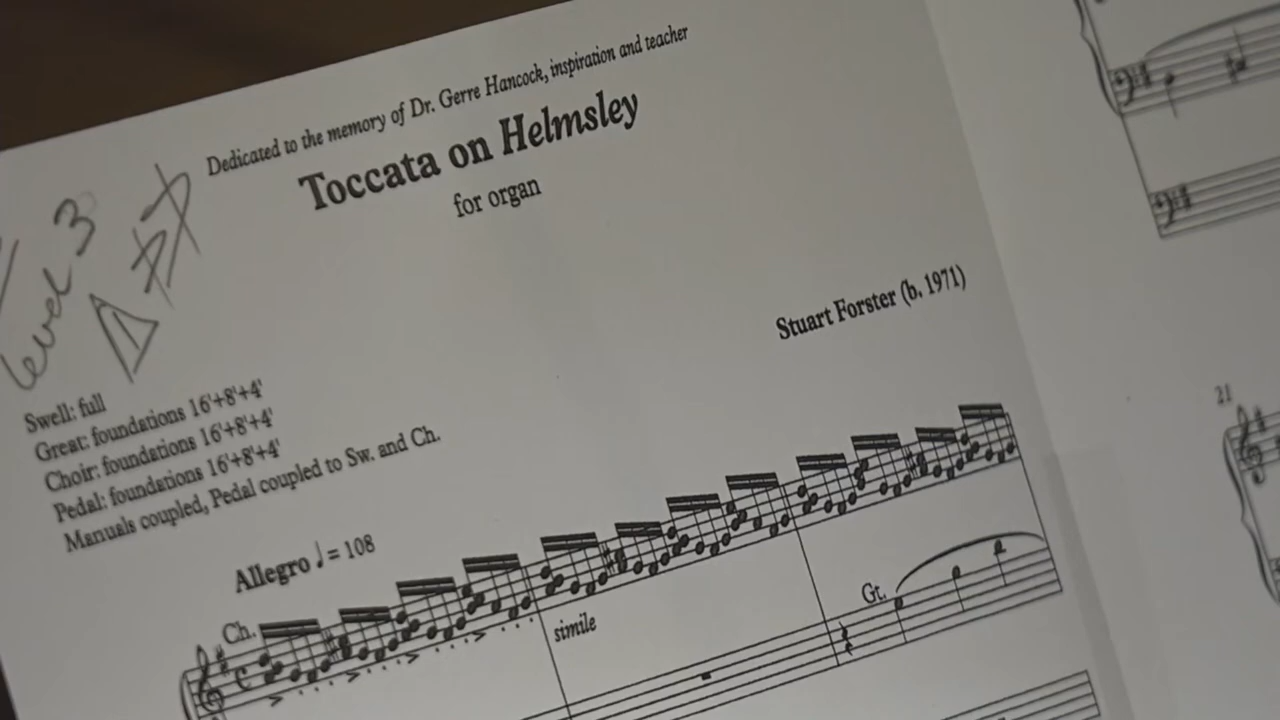 Dedicated to the memory of Dr. Gerre Hancock, inspiration and teacher
Toccata on Helmsley
for organ
Level 3
Stuart Forster (b. 1971)
Swell: full
Great: foundations 16'+8'+4'
Choir: foundations 16'+8'+4'
Pedal: foundations 16'+8'+4'
Manuals coupled, Pedal coupled to Sw. and Ch.
Allegro ♩ = 108
Ch.
simile
Gt.
21